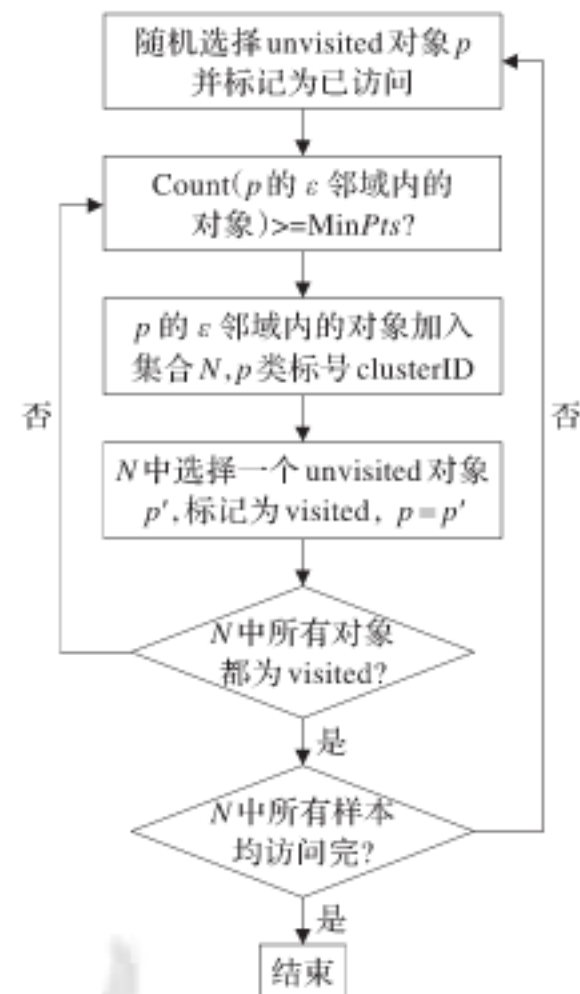 随机选择unvisited对象p
并标记为已访问
Count(p的ε邻域内的
对象)>=MinPts?
p的ε邻域内的对象加入
集合N,p类标号clusterID
否
否
N中选择一个unvisited对象
p′,标记为visited, p=p′
N中所有对象
都为visited?
是
N中所有样本
均访问完?
是
结束